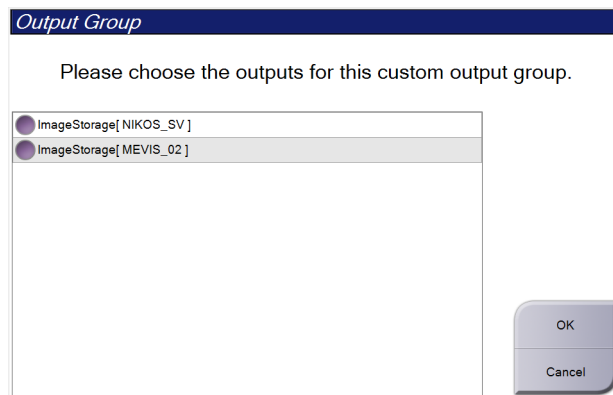 Output Group
Please choose the outputs for this custom output group.
ImageStorage[ NIKOS_SV ]
ImageStorage[ MEVIS_02 ]
OK
Cancel